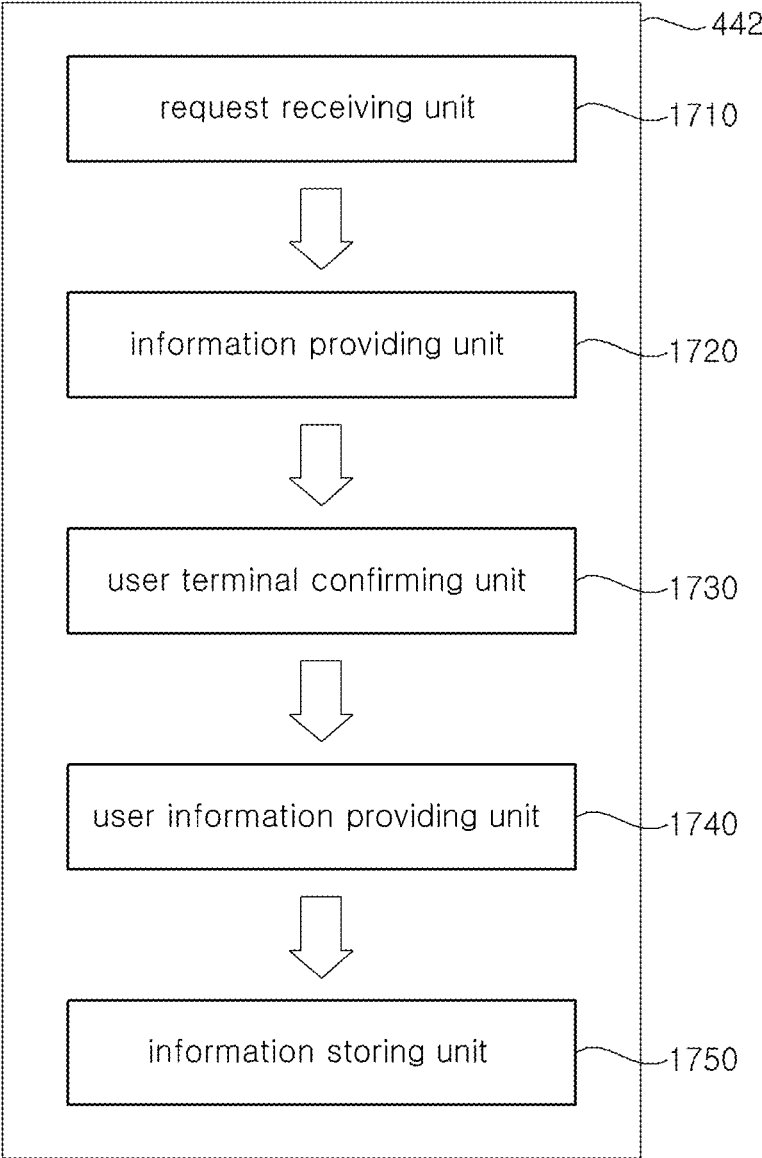 442
request receiving unit
1710
information providing unit
1720
user terminal confirming unit
1730
user information providing unit
1740
information storing unit
1750